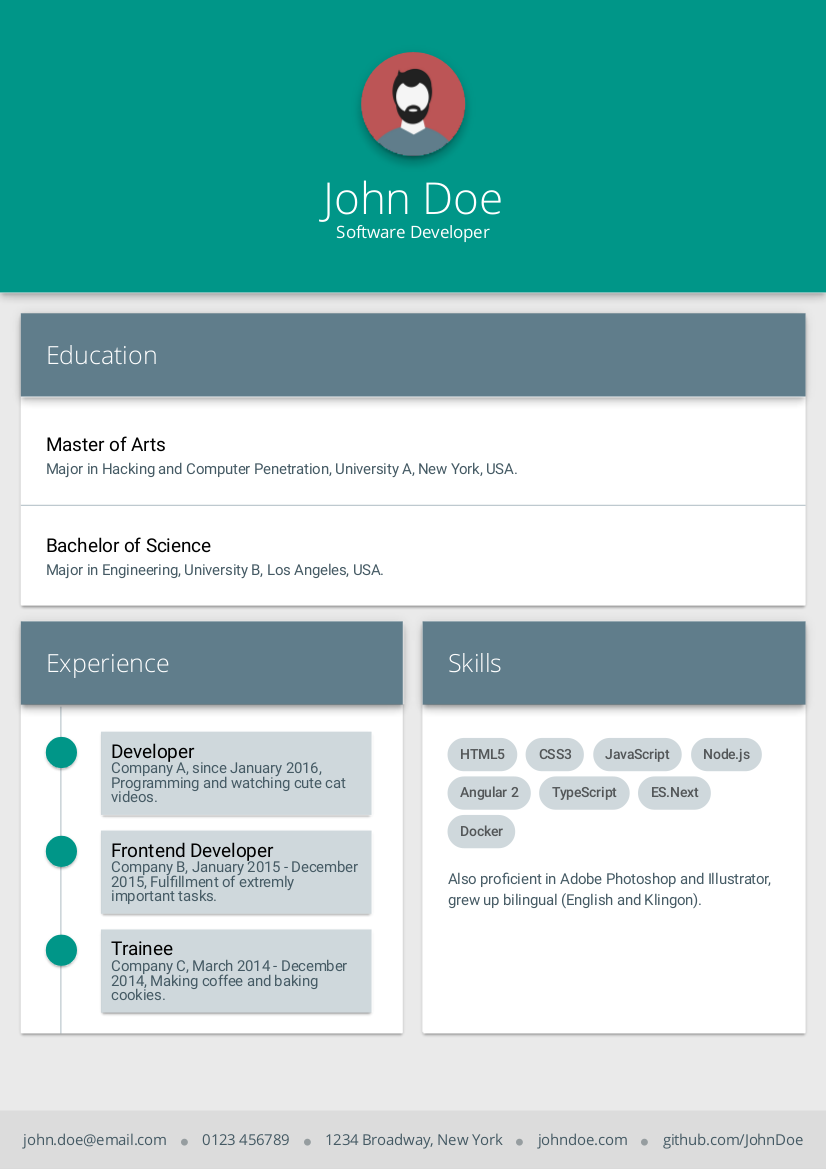 John Doe
Software Developer
Education
Master of Arts
Major in Hacking and Computer Penetration, University A, New York, USA.
Bachelor of Science
Major in Engineering, University B, Los Angeles, USA.
Experience
Developer
Company A, since January 2016,
Programming and watching cute cat
videos.
Frontend Developer
Company B, January 2015 - December
2015, Fulfillment of extremly
important tasks.
Trainee
Company C, March 2014 - December
2014, Making coffee and baking
cookies.
Skills
HTML5 CSS3 JavaScript Node.js
Angular 2 TypeScript ES.Next
Docker
Also proficient in Adobe Photoshop and Illustrator,
grew up bilingual (English and Klingon).
john.doe@email.com ● 0123 456789 ● 1234 Broadway, New York ● johndoe.com ● github.com/JohnDoe